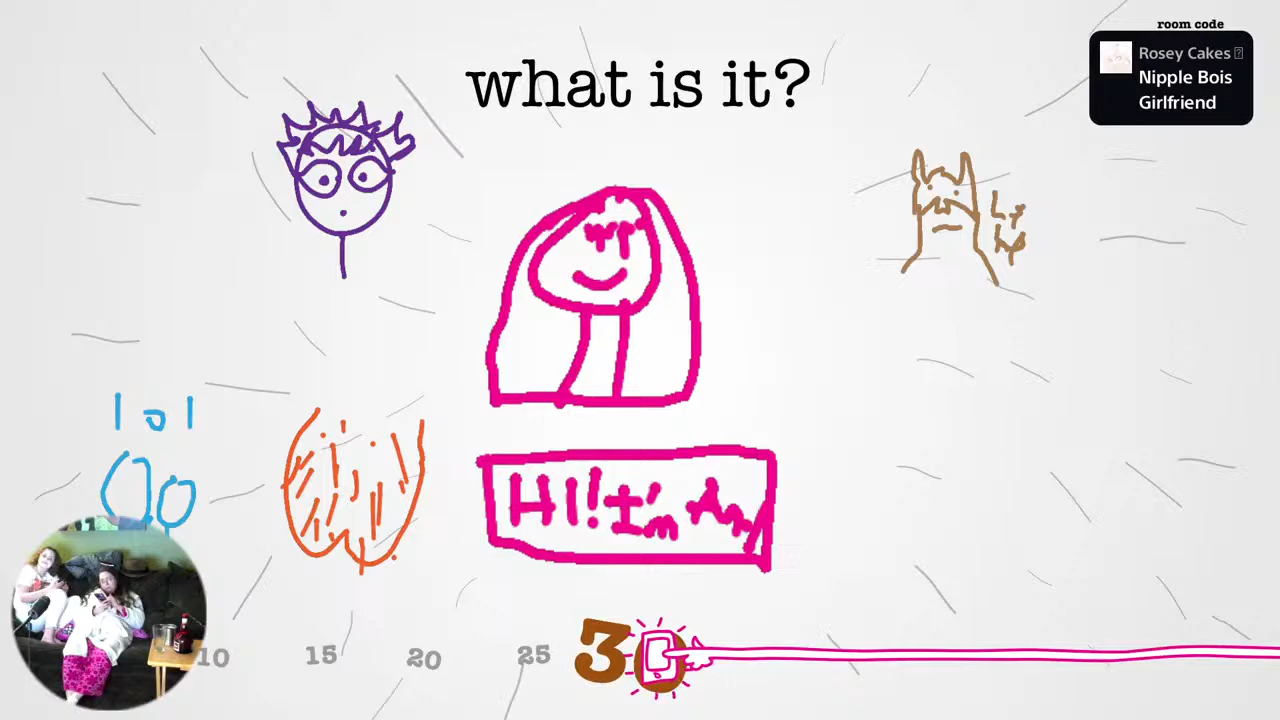 room code
Rosey Cakes
Nipple Bois
Girlfriend
what is it?
lol
HI! I'm
10 15 20 25 30